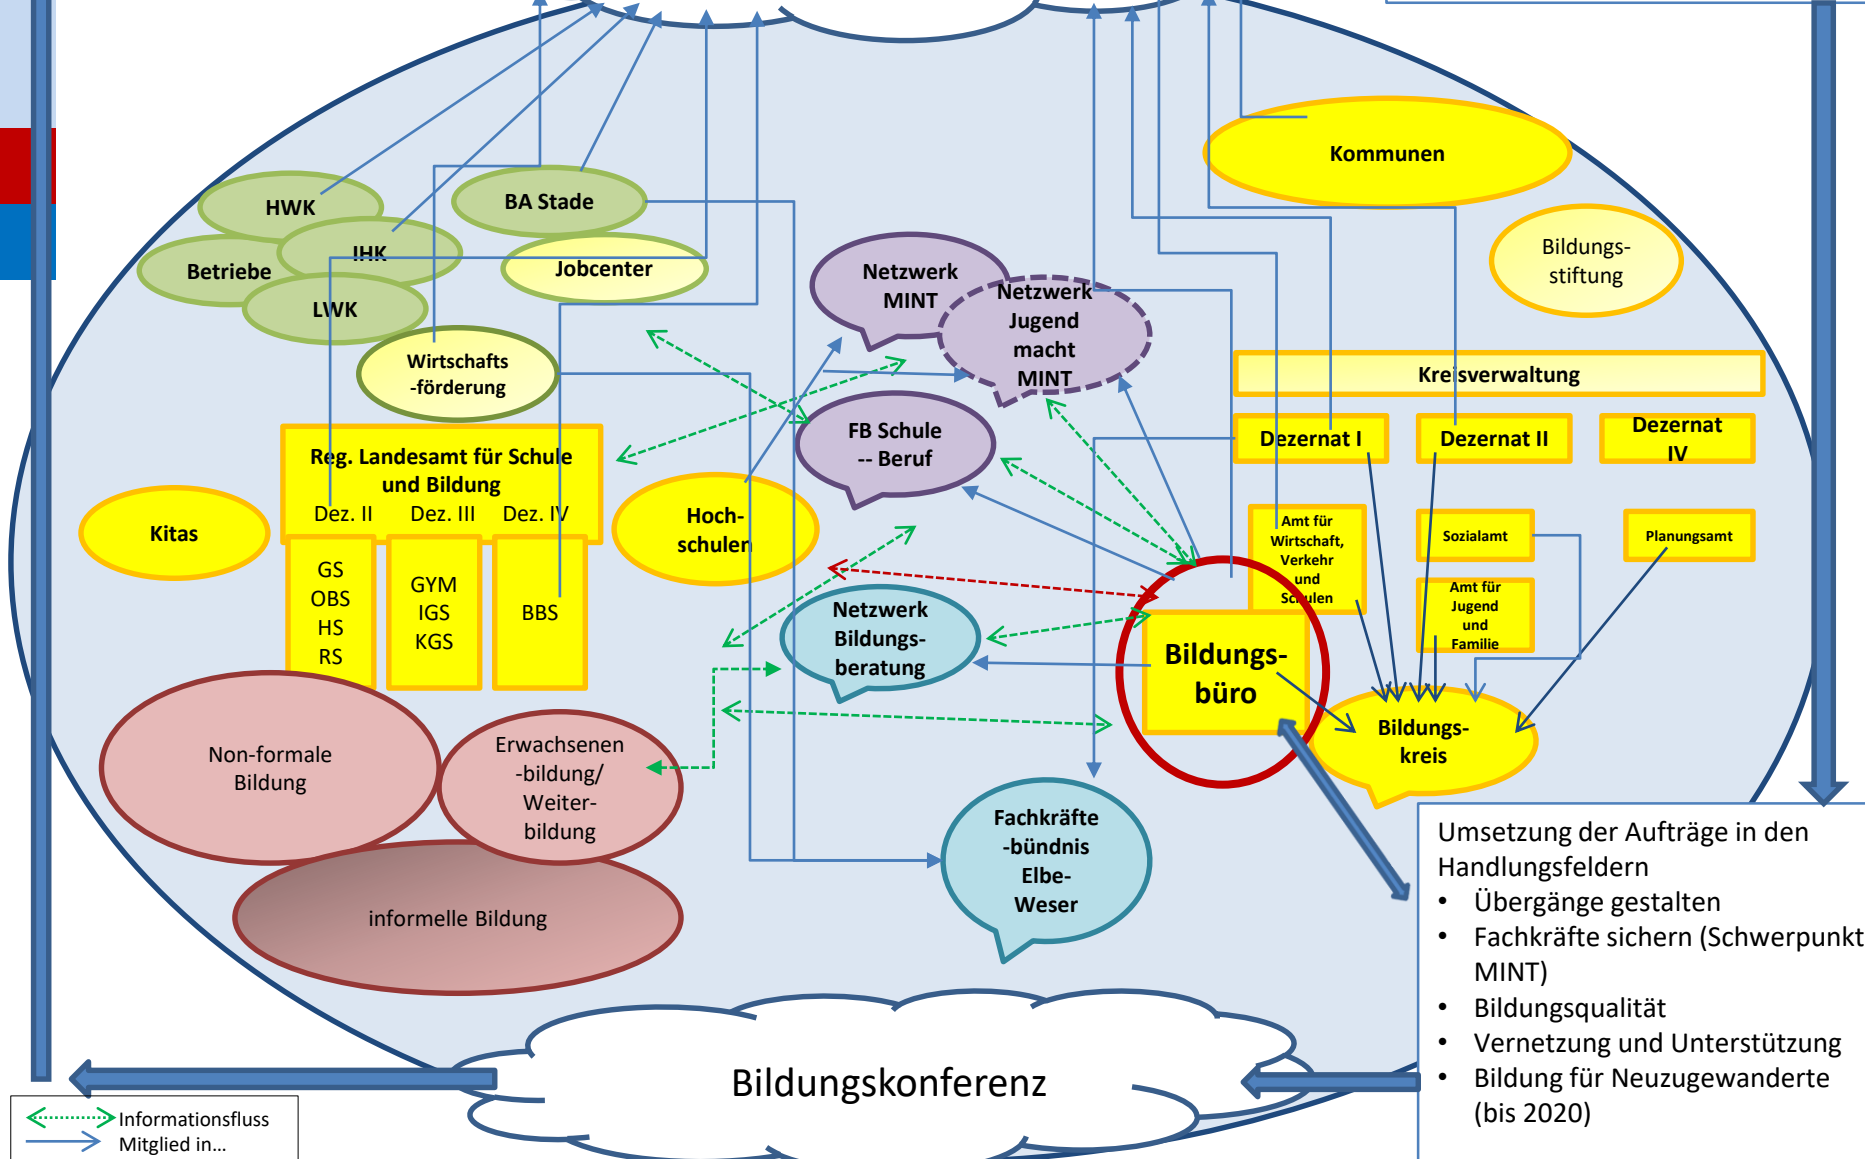 Kommunen
HWK
BA Stade
IHK
Betriebe
Jobcenter
LWK
Bildungs-
stiftung
Netzwerk
MINT
Netzwerk
Jugend
macht
MINT
Wirtschafts
-förderung
Kreisverwaltung
FB Schule
-- Beruf
Dezernat I
Dezernat II
Dezernat
IV
Reg. Landesamt für Schule
und Bildung
Dez. II
Dez. III
Dez. IV
Kitas
Hoch-
schulen
Amt für
Wirtschaft,
Verkehr
und
Schulen
Sozialamt
Planungsamt
GS
OBS
HS
RS
GYM
IGS
KGS
BBS
Amt für
Jugend
und
Familie
Netzwerk
Bildungs-
beratung
Bildungs-
büro
Bildungs-
kreis
Non-formale
Bildung
Erwachsenen
-bildung/
Weiter-
bildung
Fachkräfte
-bündnis
Elbe-
Weser
informelle Bildung
Umsetzung der Aufträge in den
Handlungsfeldern
• Übergänge gestalten
• Fachkräfte sichern (Schwerpunkt
MINT)
• Bildungsqualität
• Vernetzung und Unterstützung
• Bildung für Neuzugewanderte
(bis 2020)
Bildungskonferenz
Informationsfluss
Mitglied in...